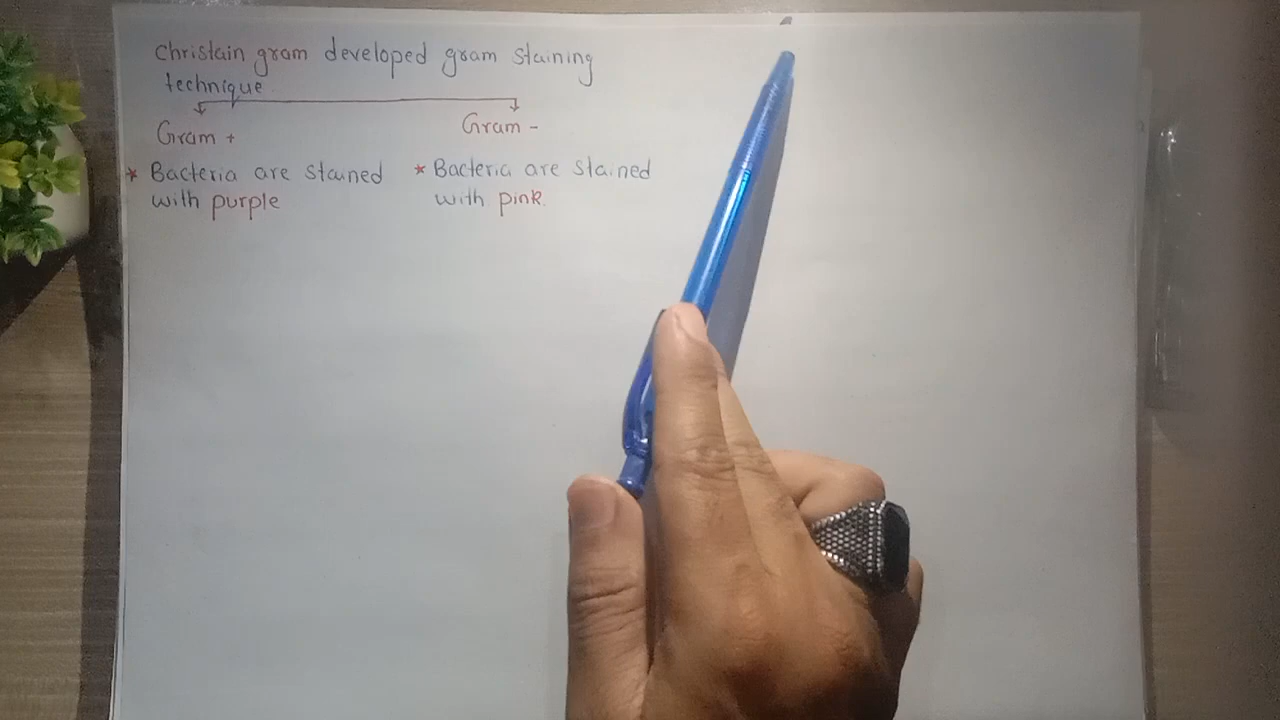 christain gram developed gram staining
technique.
Gram +
Gram -
* Bacteria are stained
with purple
* Bacteria are stained
with pink.